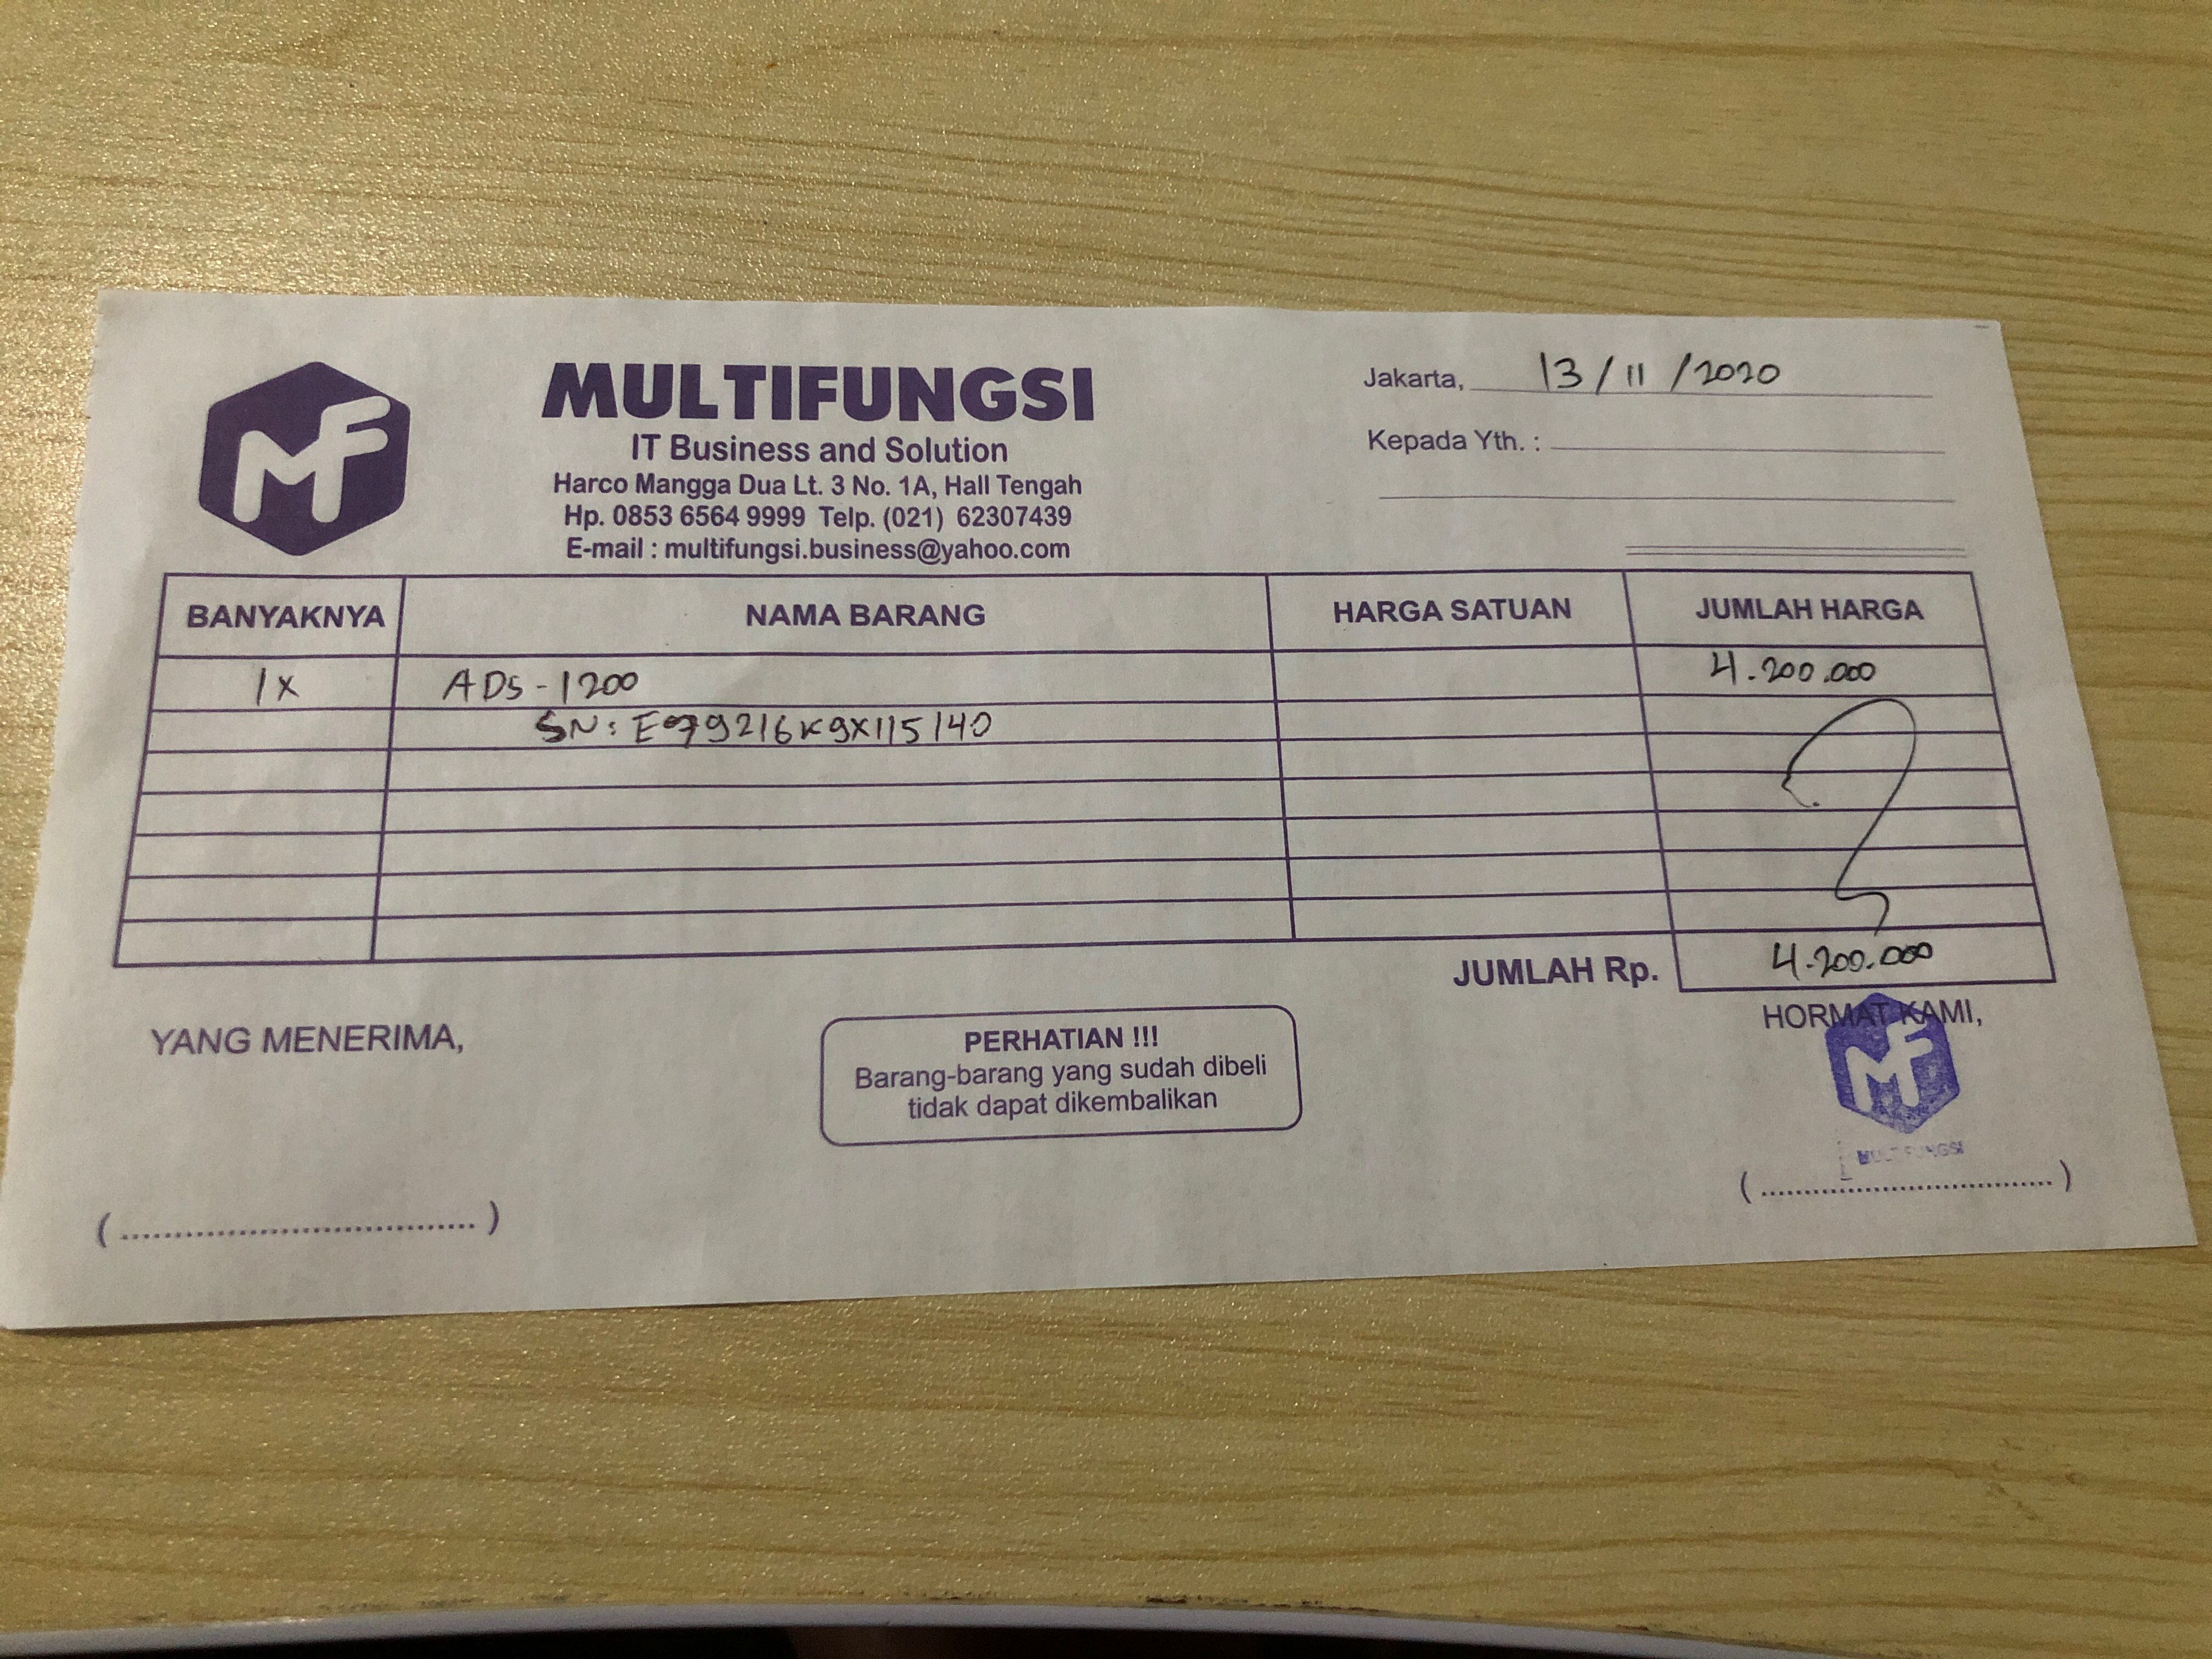 MF
MULTIFUNGSI
IT Business and Solution
Harco Mangga Dua Lt. 3 No. 1A, Hall Tengah
Hp. 0853 6564 9999 Telp. (021) 62307439
E-mail : multifungsi.business@yahoo.com
Jakarta, 13/11/2020
Kepada Yth. :
BANYAKNYA NAMA BARANG HARGA SATUAN JUMLAH HARGA
1x ADS-1200 4.200.000
SN: E79216K9X115140
JUMLAH Rp. 4.200.000
YANG MENERIMA,
PERHATIAN !!!
Barang-barang yang sudah dibeli
tidak dapat dikembalikan
HORMAT KAMI,
MF
MULTIFUNGSI
(....................................)
(....................................)